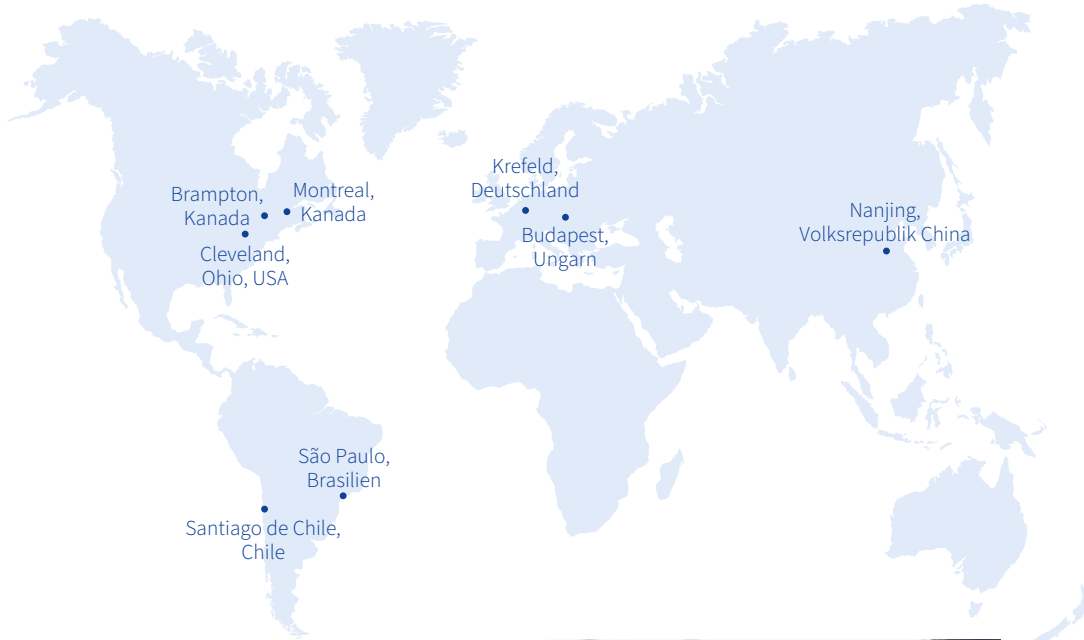 Krefeld,
Deutschland
Brampton,
Kanada
Montreal,
Kanada
Nanjing,
Volksrepublik China
Budapest,
Ungarn
Cleveland,
Ohio, USA
São Paulo,
Brasilien
Santiago de Chile,
Chile